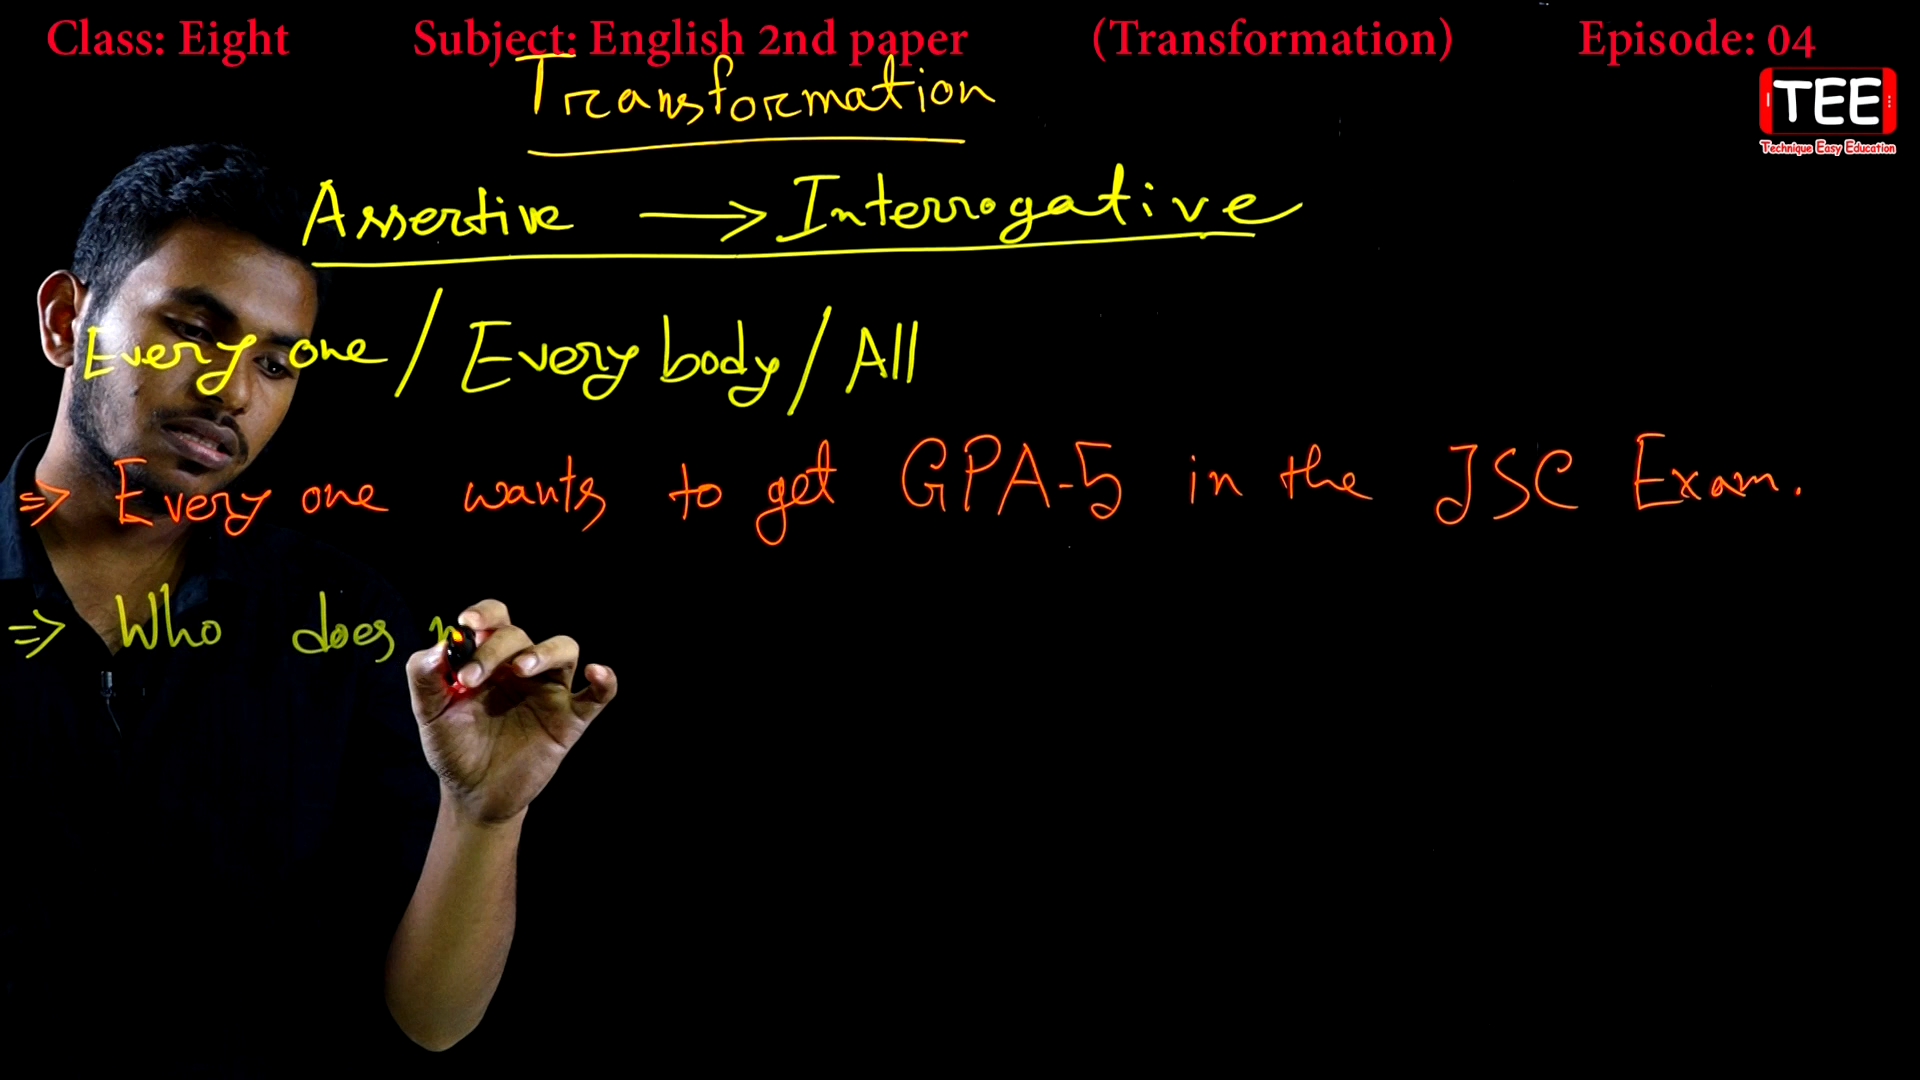 Class: Eight Subject: English 2nd paper (Transformation) Episode: 04
TEE
Technique Easy Education
Transformation
Assertive → Interrogative
Every one / Every body / All
⇒ Every one wants to get GPA-5 in the JSC Exam.
⇒ Who does n